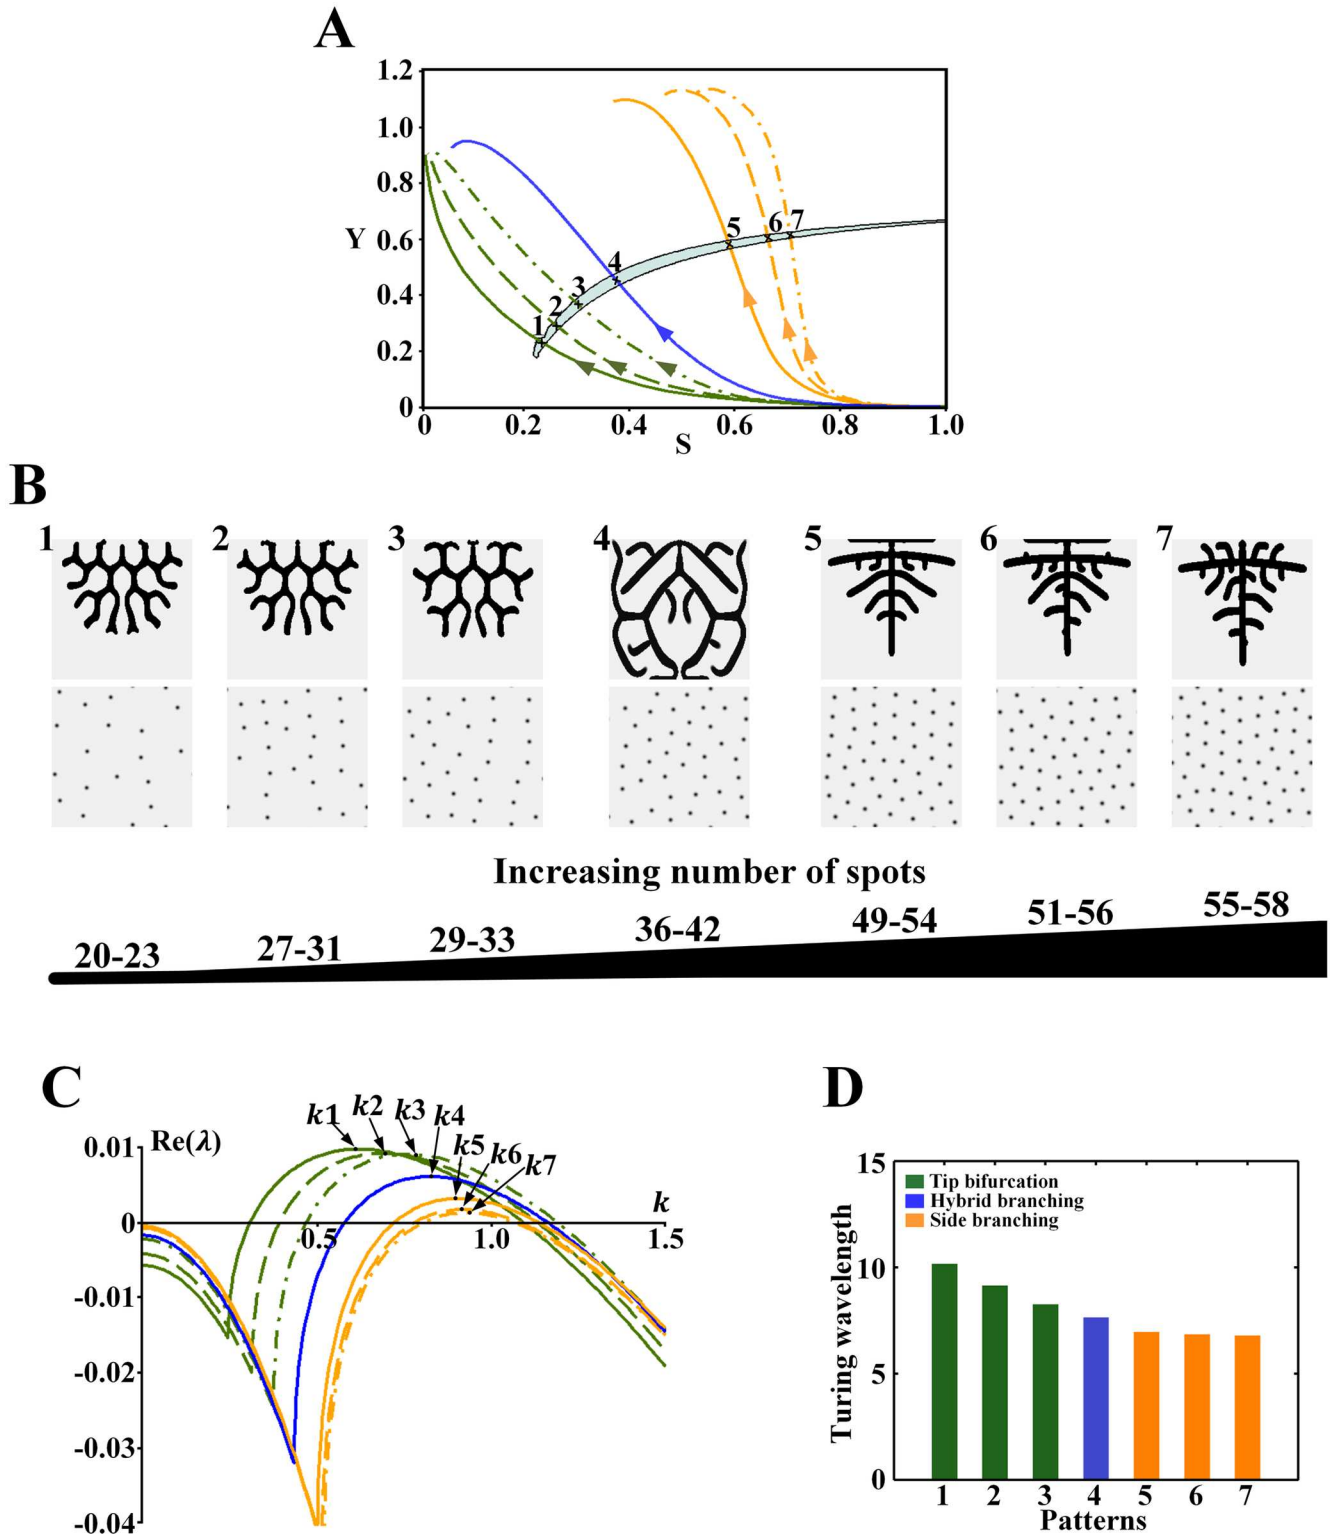 A
1.2
1.0
0.8
Y 0.6
0.4
0.2
0
1 2 3 4 5 6 7
0 0.2 0.4 0.6 0.8 1.0
S
B
1 2 3 4 5 6 7
Increasing number of spots
20-23 27-31 29-33 36-42 49-54 51-56 55-58
C
k1 k2 k3 k4 k5 k6 k7
Re(λ)
k
0.01
0
-0.01
-0.02
-0.03
-0.04
0.5 1.0 1.5
D
Turing wavelength
15
10
5
0
Tip bifurcation
Hybrid branching
Side branching
1 2 3 4 5 6 7
Patterns